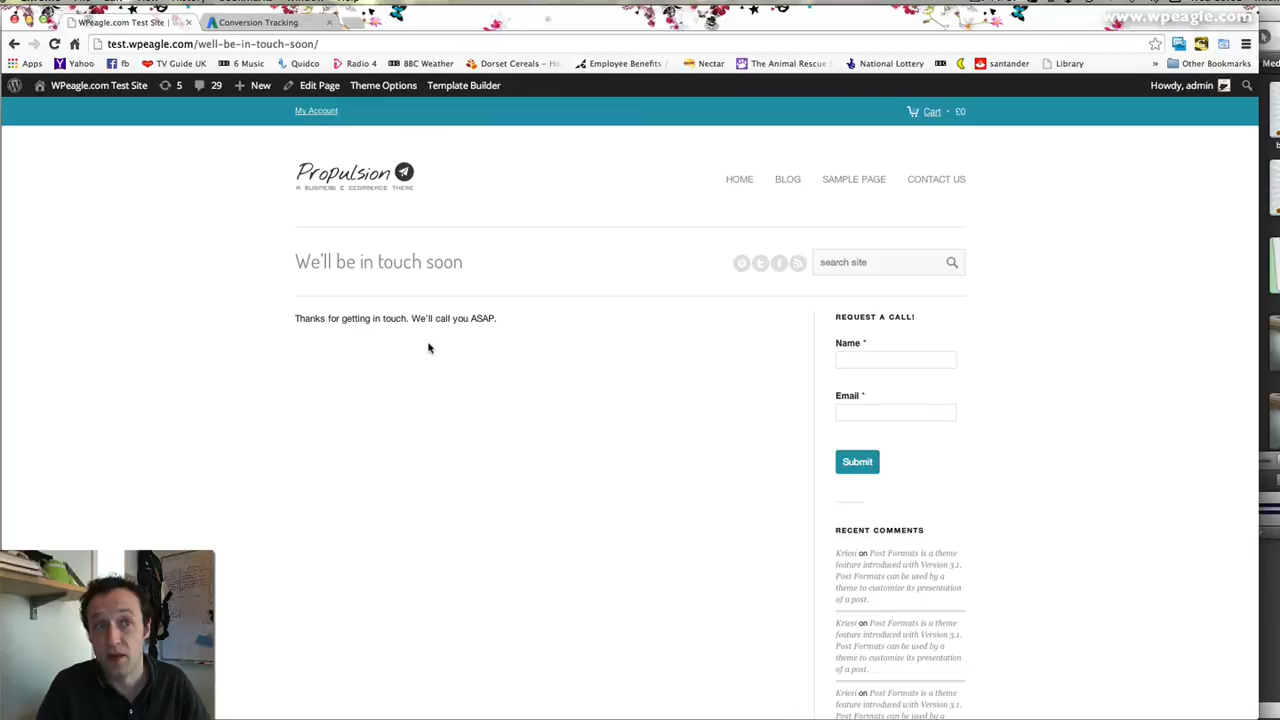 www.wpeagle.com
WPeagle.com Test Site |
Conversion Tracking
test.wpeagle.com/well-be-in-touch-soon/
Apps Yahoo fb TV Guide UK 6 Music Quidco Radio 4 BBC Weather Dorset Cereals - Ho Employee Benefits / Nectar The Animal Rescue S National Lottery santander Library » Other Bookmarks
WPeagle.com Test Site 5 29 + New Edit Page Theme Options Template Builder Howdy, admin
My Account Cart - £0
Propulsion
A BUSINESS & ECOMMERCE THEME
HOME BLOG SAMPLE PAGE CONTACT US
We'll be in touch soon
search site
Thanks for getting in touch. We'll call you ASAP.
REQUEST A CALL!
Name *
Email *
Submit
RECENT COMMENTS
Kriesi on Post Formats is a theme
feature introduced with Version 3.1.
Post Formats can be used by a
theme to customize its presentation
of a post.
Kriesi on Post Formats is a theme
feature introduced with Version 3.1.
Post Formats can be used by a
theme to customize its presentation
of a post.
Kriesi on Post Formats is a theme
feature introduced with Version 3.1.